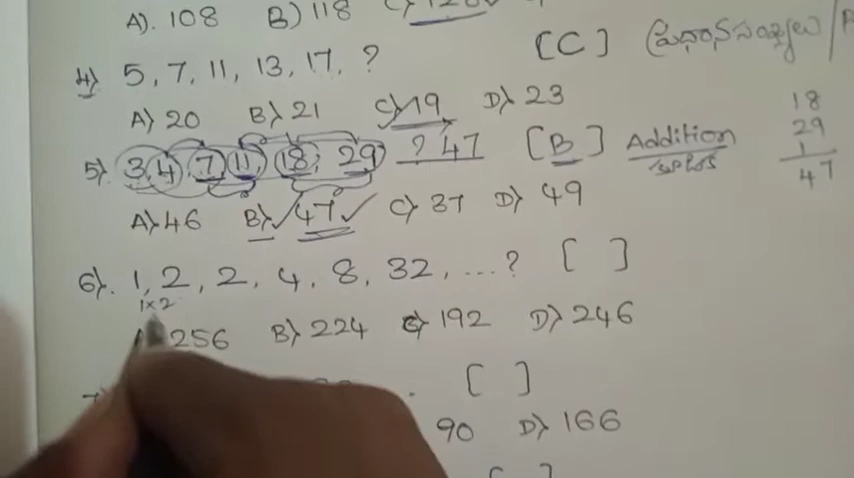 A). 108 B) 118 C)
4) 5, 7, 11, 13, 17, ? [C]
A) 20 B) 21 C) 19 D) 23
5) 3, 4, 7, 11, 18, 29 ? 47 [B] Addition
18
29
1
47
A) 46 B) 47 C) 37 D) 49
6). 1, 2, 2, 4, 8, 32, ...? [ ]
1×2
256 B) 224 C) 192 D) 246
[ ]
90 D) 166